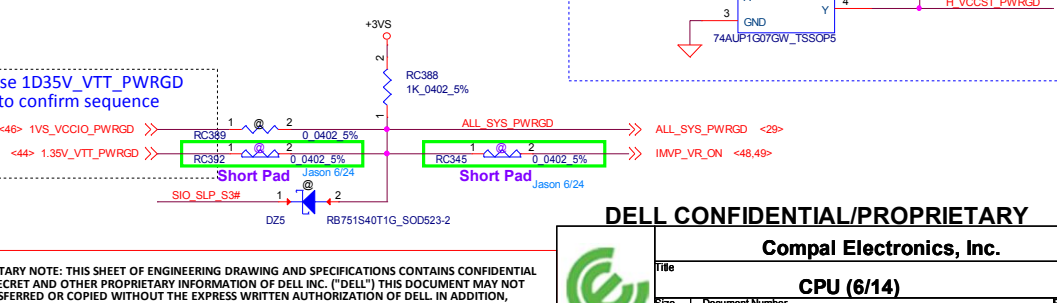 H_VCCST_PWRGD
3
GND
Y
4
74AUP1G07GW_TSSOP5
+3VS
2
RC388
1K_0402_5%
1
se 1D35V_VTT_PWRGD
to confirm sequence
<46> 1VS_VCCIO_PWRGD
1 @ 2
RC389 0_0402_5%
ALL_SYS_PWRGD
ALL_SYS_PWRGD <29>
<44> 1.35V_VTT_PWRGD
1 @ 2
RC392 0_0402_5%
1 @ 2
RC345 0_0402_5%
IMVP_VR_ON <48,49>
Short Pad Jason 6/24
Short Pad Jason 6/24
SIO_SLP_S3#
1 @ 2
DZ5 RB751S40T1G_SOD523-2
DELL CONFIDENTIAL/PROPRIETARY
Compal Electronics, Inc.
Title
CPU (6/14)
Size Document Number
TARY NOTE: THIS SHEET OF ENGINEERING DRAWING AND SPECIFICATIONS CONTAINS CONFIDENTIAL
ECRET AND OTHER PROPRIETARY INFORMATION OF DELL INC. ("DELL") THIS DOCUMENT MAY NOT
SFERRED OR COPIED WITHOUT THE EXPRESS WRITTEN AUTHORIZATION OF DELL. IN ADDITION,